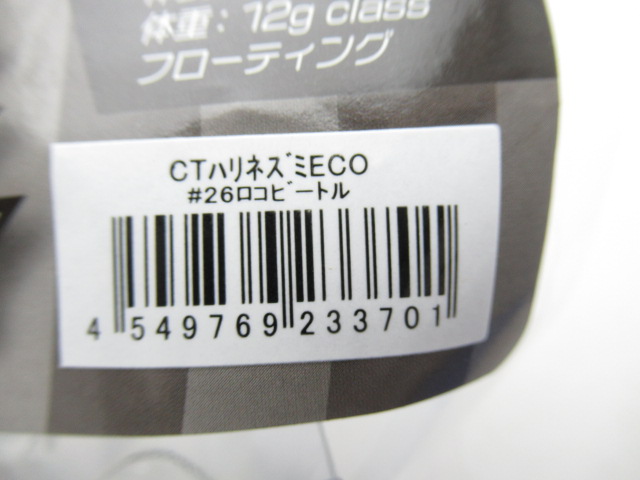 体重：12g class
フローティング
CTﾊﾘﾈｽﾞﾐECO
#26ﾛｺﾋﾞｰﾄﾙ
4 549769 233701